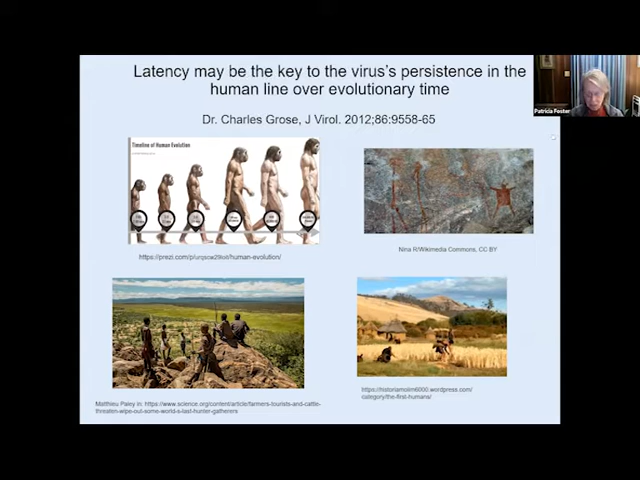 Latency may be the key to the virus's persistence in the
human line over evolutionary time
Dr. Charles Grose, J Virol. 2012;86:9558-65
Patricia Foster
Timeline of Human Evolution
Nina R/Wikimedia Commons, CC BY
/human-evolution/
https://historiamolim6000.wordpress.com/
category/the-first-humans/
Matthieu Paley in: https://www.science.org/content/article/farmers-tourists-and-cattle-
threaten-wipe-out-some-world-s-last-hunter-gatherers